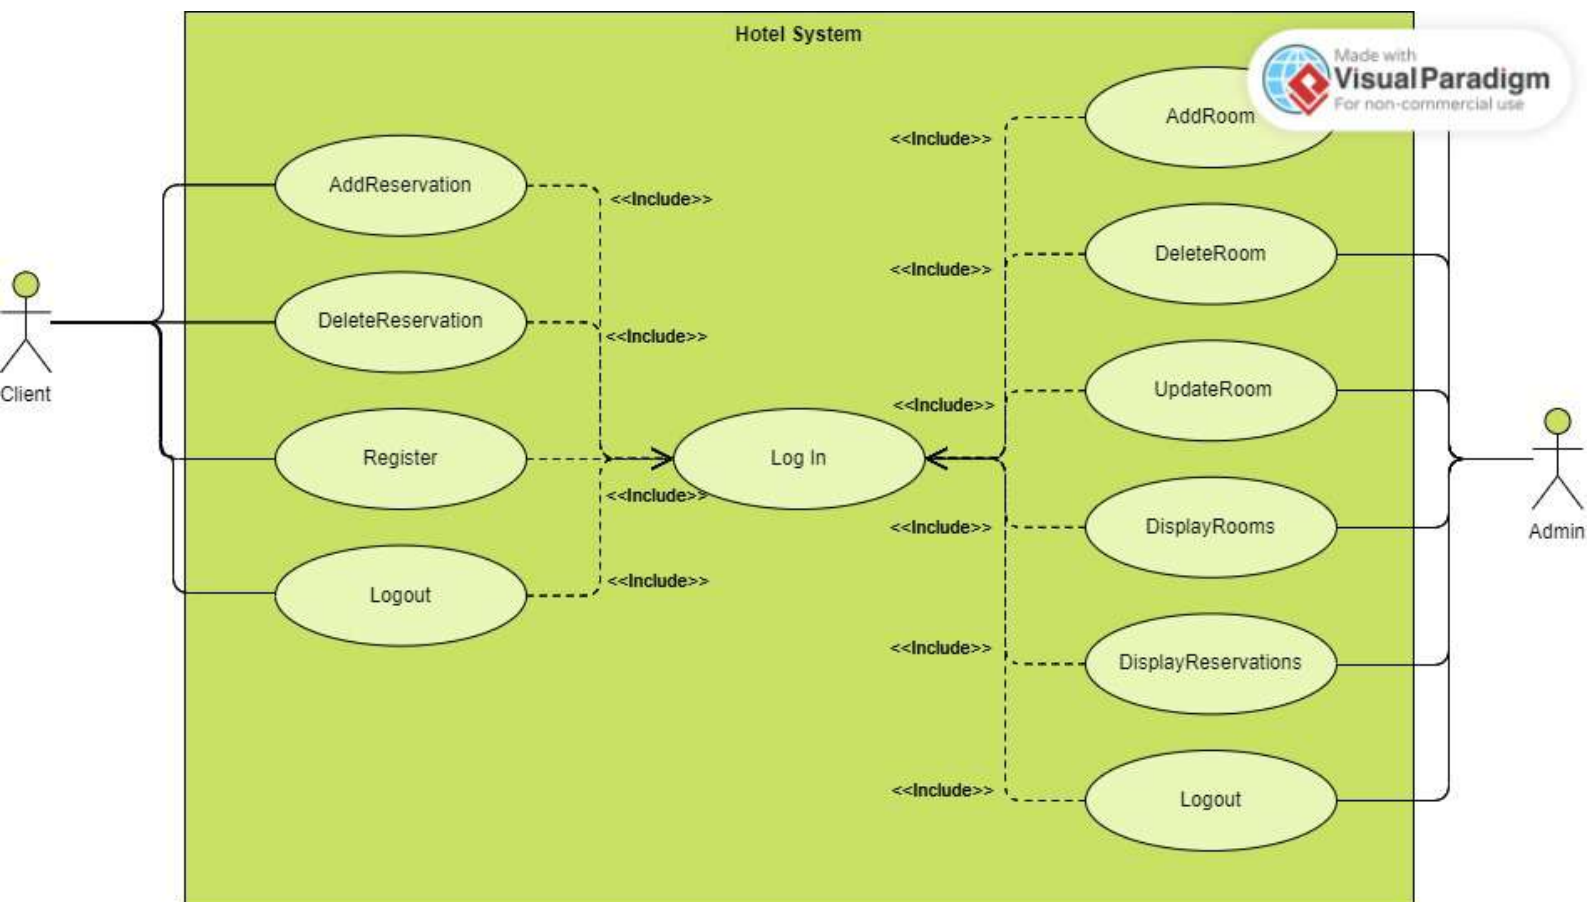 Hotel System
Made with
Visual Paradigm
For non-commercial use
AddRoom
<<Include>>
AddReservation
<<Include>>
DeleteRoom
<<Include>>
DeleteReservation
<<Include>>
UpdateRoom
<<Include>>
Client
Register
Log In
<<Include>>
DisplayRooms
<<Include>>
Admin
Logout
<<Include>>
DisplayReservations
<<Include>>
Logout
<<Include>>